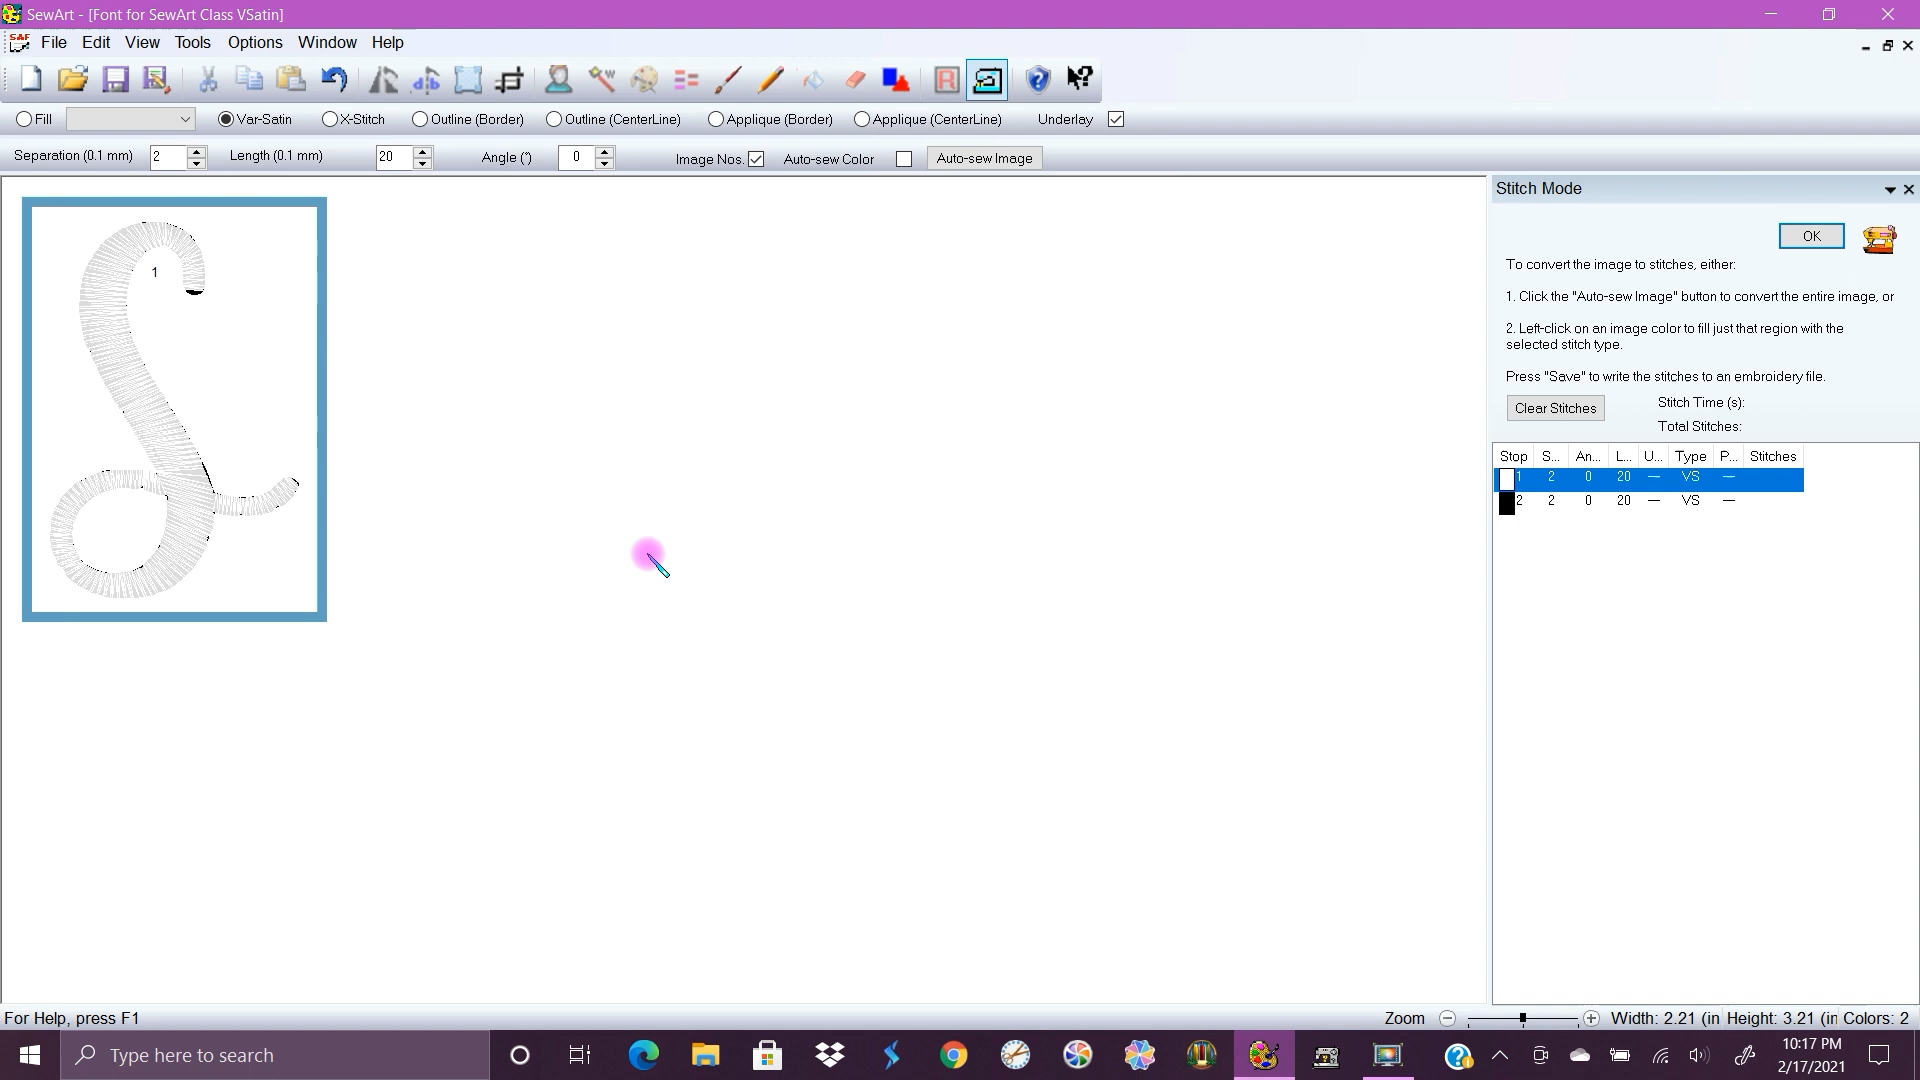 SewArt - [Font for SewArt Class VSatin]
SAF File Edit View Tools Options Window Help
Fill Var-Satin X-Stitch Outline (Border) Outline (CenterLine) Applique (Border) Applique (CenterLine) Underlay
Separation (0.1 mm) 2 Length (0.1 mm) 20 Angle (°) 0 Image Nos. Auto-sew Color Auto-sew Image
1
Stitch Mode
OK
To convert the image to stitches, either:
1. Click the "Auto-sew Image" button to convert the entire image, or
2. Left-click on an image color to fill just that region with the
selected stitch type.
Press "Save" to write the stitches to an embroidery file.
Clear Stitches Stitch Time (s):
Total Stitches:
Stop S... An... L... U... Type P... Stitches
1 2 0 20 — VS —
2 2 0 20 — VS —
For Help, press F1 Zoom Width: 2.21 (in Height: 3.21 (in Colors: 2
Type here to search
10:17 PM
2/17/2021